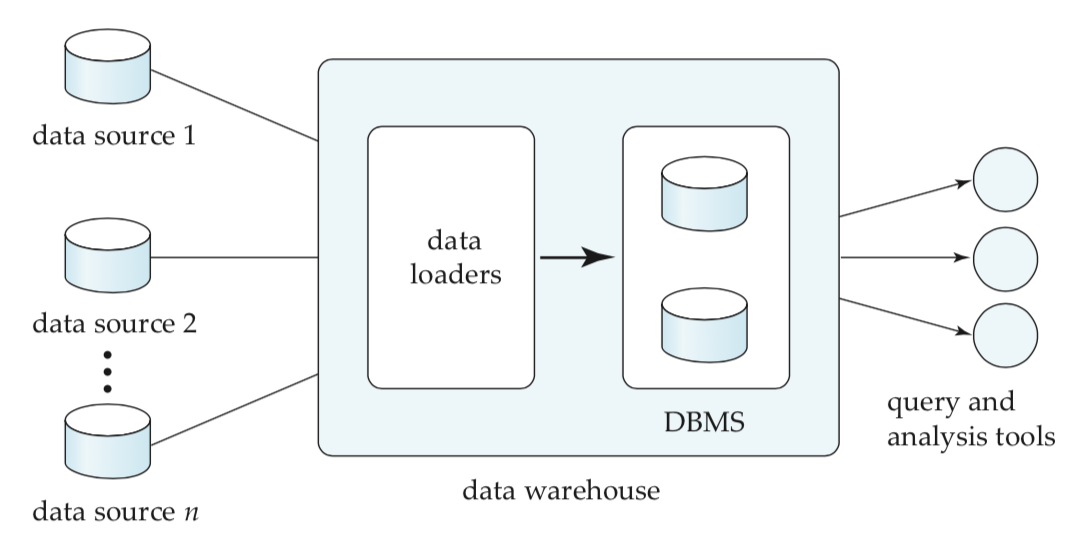 data source 1
data source 2
data source n
data
loaders
DBMS
data warehouse
query and
analysis tools